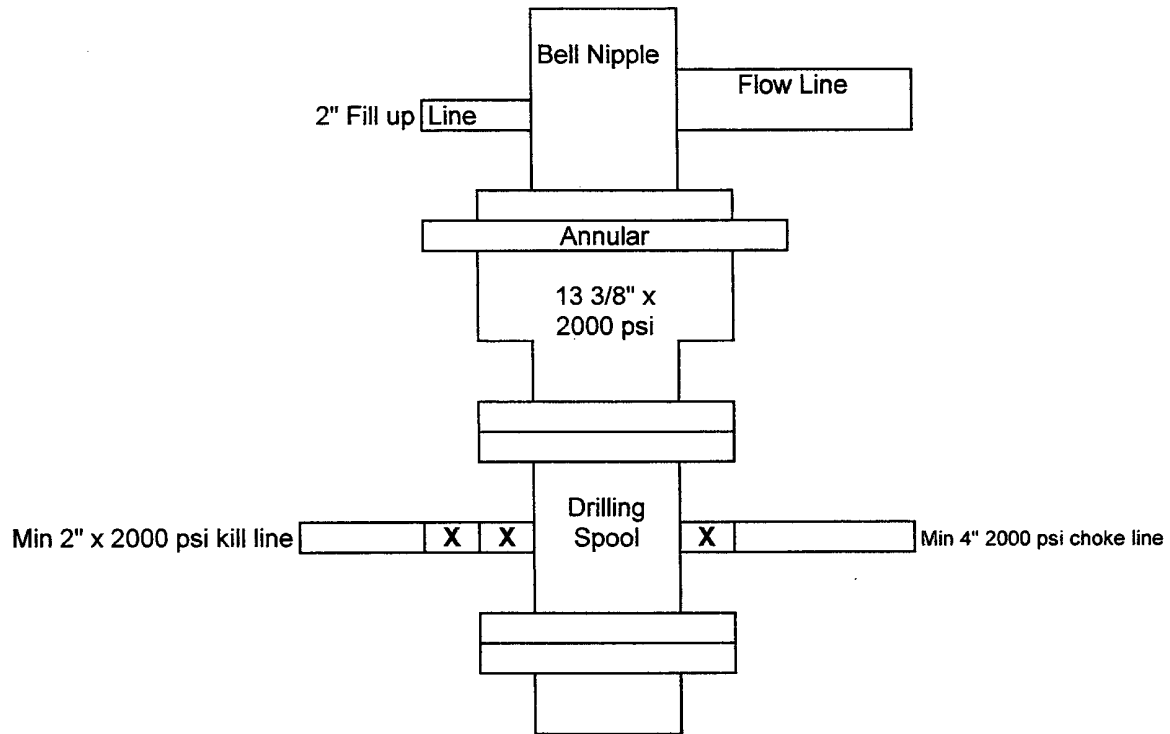 Bell Nipple
Flow Line
2" Fill up Line
Annular
13 3/8" x
2000 psi
Drilling
Spool
Min 2" x 2000 psi kill line
X X
X
Min 4" 2000 psi choke line